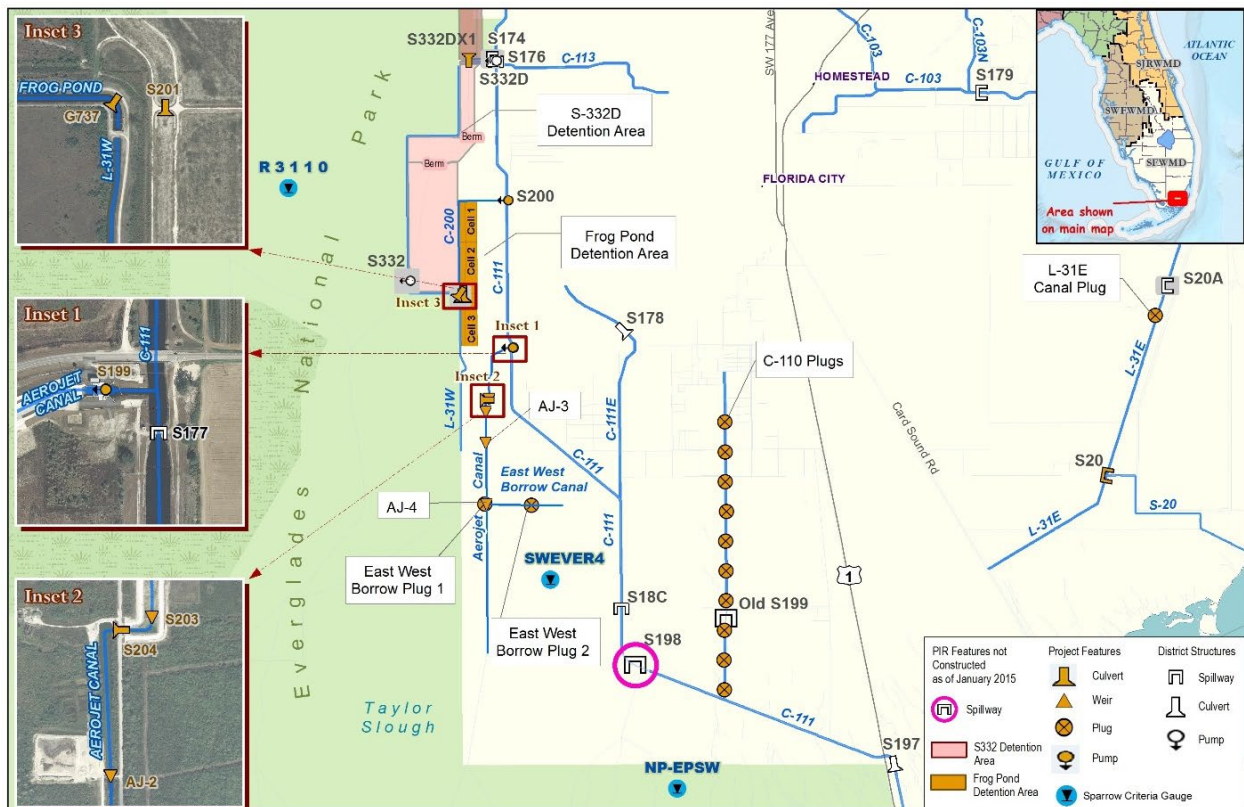 Inset 3
FROG POND
G737
S201
L-31W
Inset 1
AEROJET
CANAL
S199
C-111
S177
Inset 2
S203
S204
AEROJET CANAL
AJ-2
S332DX1
S174
S176
S332D
C-113
S-332D
Detention Area
Berm
Berm
R3110
Everglades National Park
S200
C-200
Cell 1
Cell 2
Cell 3
C-111
Frog Pond
Detention Area
S332
Inset 3
Inset 1
Inset 2
L-31W
AJ-3
S178
C-111E
C-111
East West
Borrow Canal
Aerojet Canal
AJ-4
East West
Borrow Plug 1
East West
Borrow Plug 2
SWEVER4
C-111
S18C
S198
C-110 Plugs
Old S199
C-111
S197
NP-EPSW
Taylor
Slough
SW 177 Ave
HOMESTEAD
C-103
C-103
C-103N
S179
FLORIDA CITY
Card Sound Rd
1
L-31E
Canal Plug
S20A
L-31E
S20
L-31E
S-20
ATLANTIC
OCEAN
SJRWMD
SWFWMD
SFWMD
GULF OF
MEXICO
Area shown
on main map
PIR Features not
Constructed
as of January 2015
Spillway
S332 Detention
Area
Frog Pond
Detention Area
Project Features
Culvert
Weir
Plug
Pump
Sparrow Criteria Gauge
District Structures
Spillway
Culvert
Pump